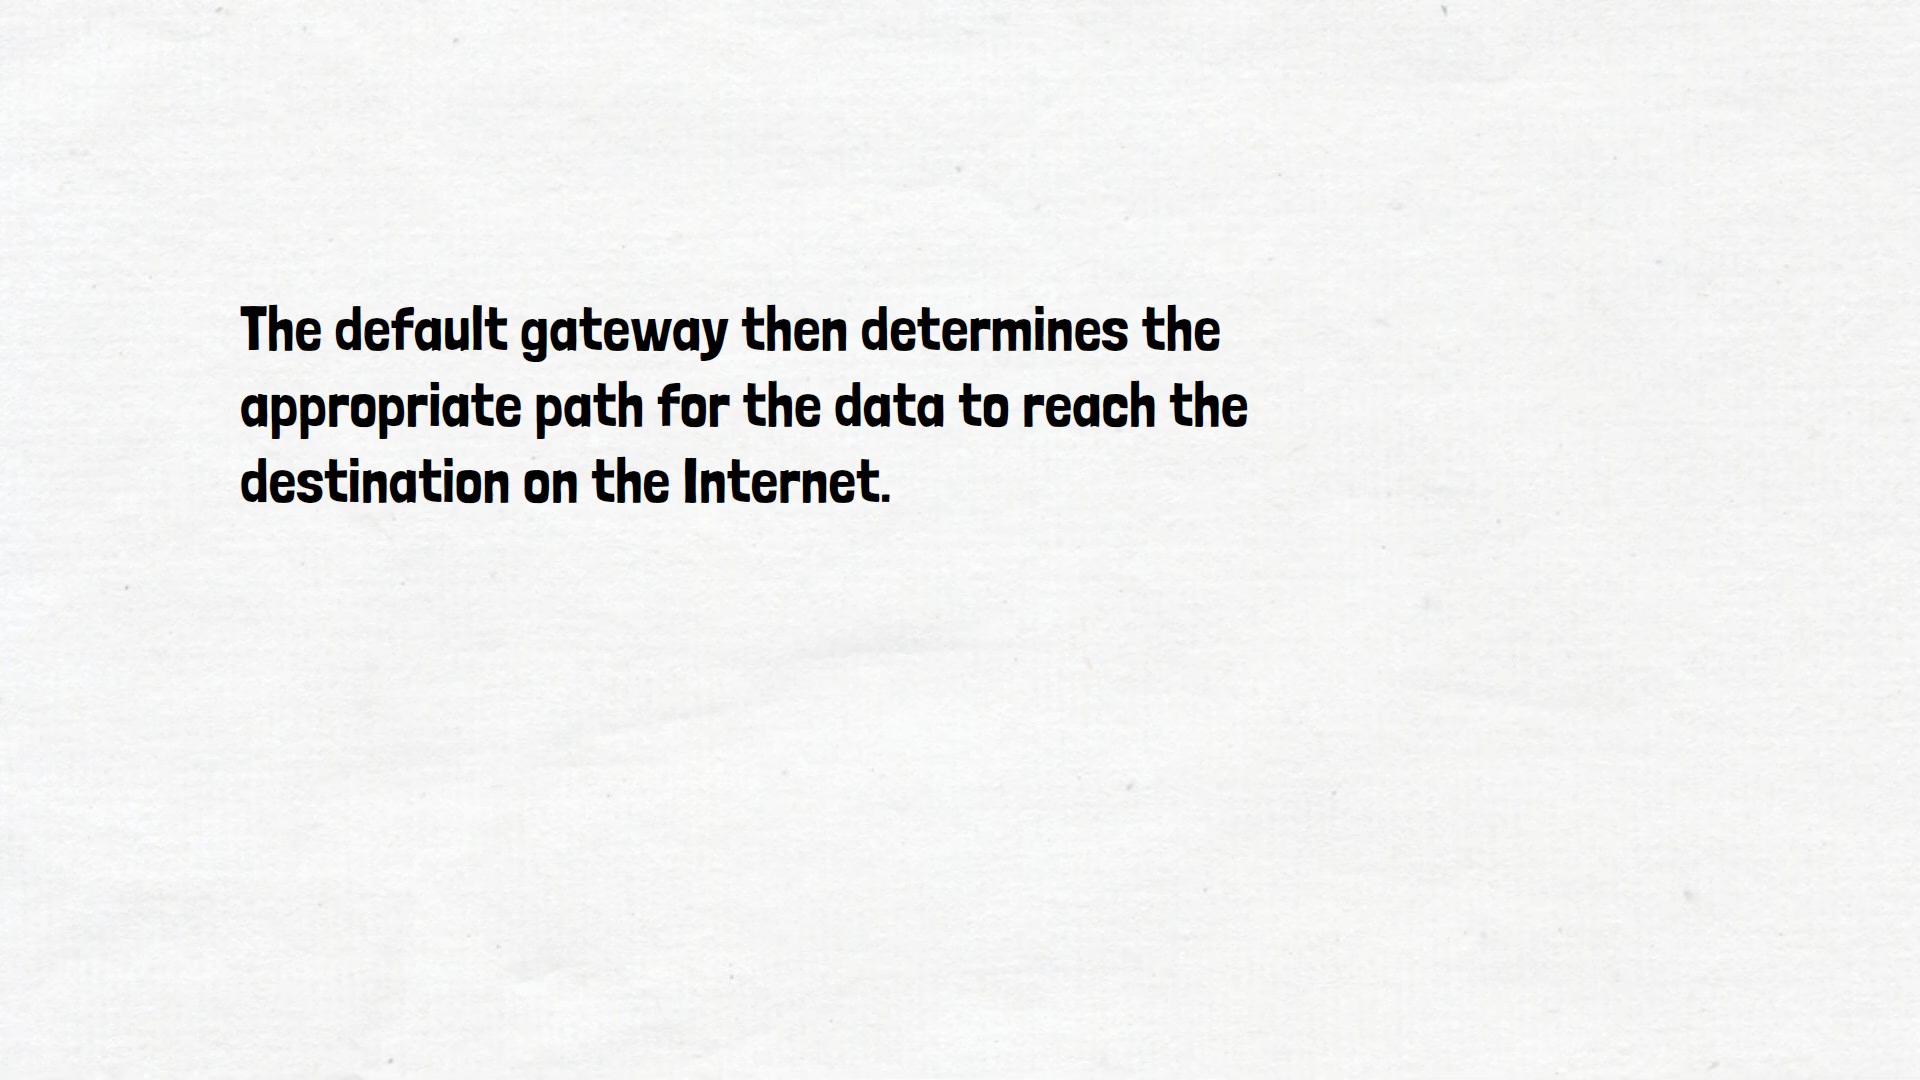 The default gateway then determines the
appropriate path for the data to reach the
destination on the Internet.